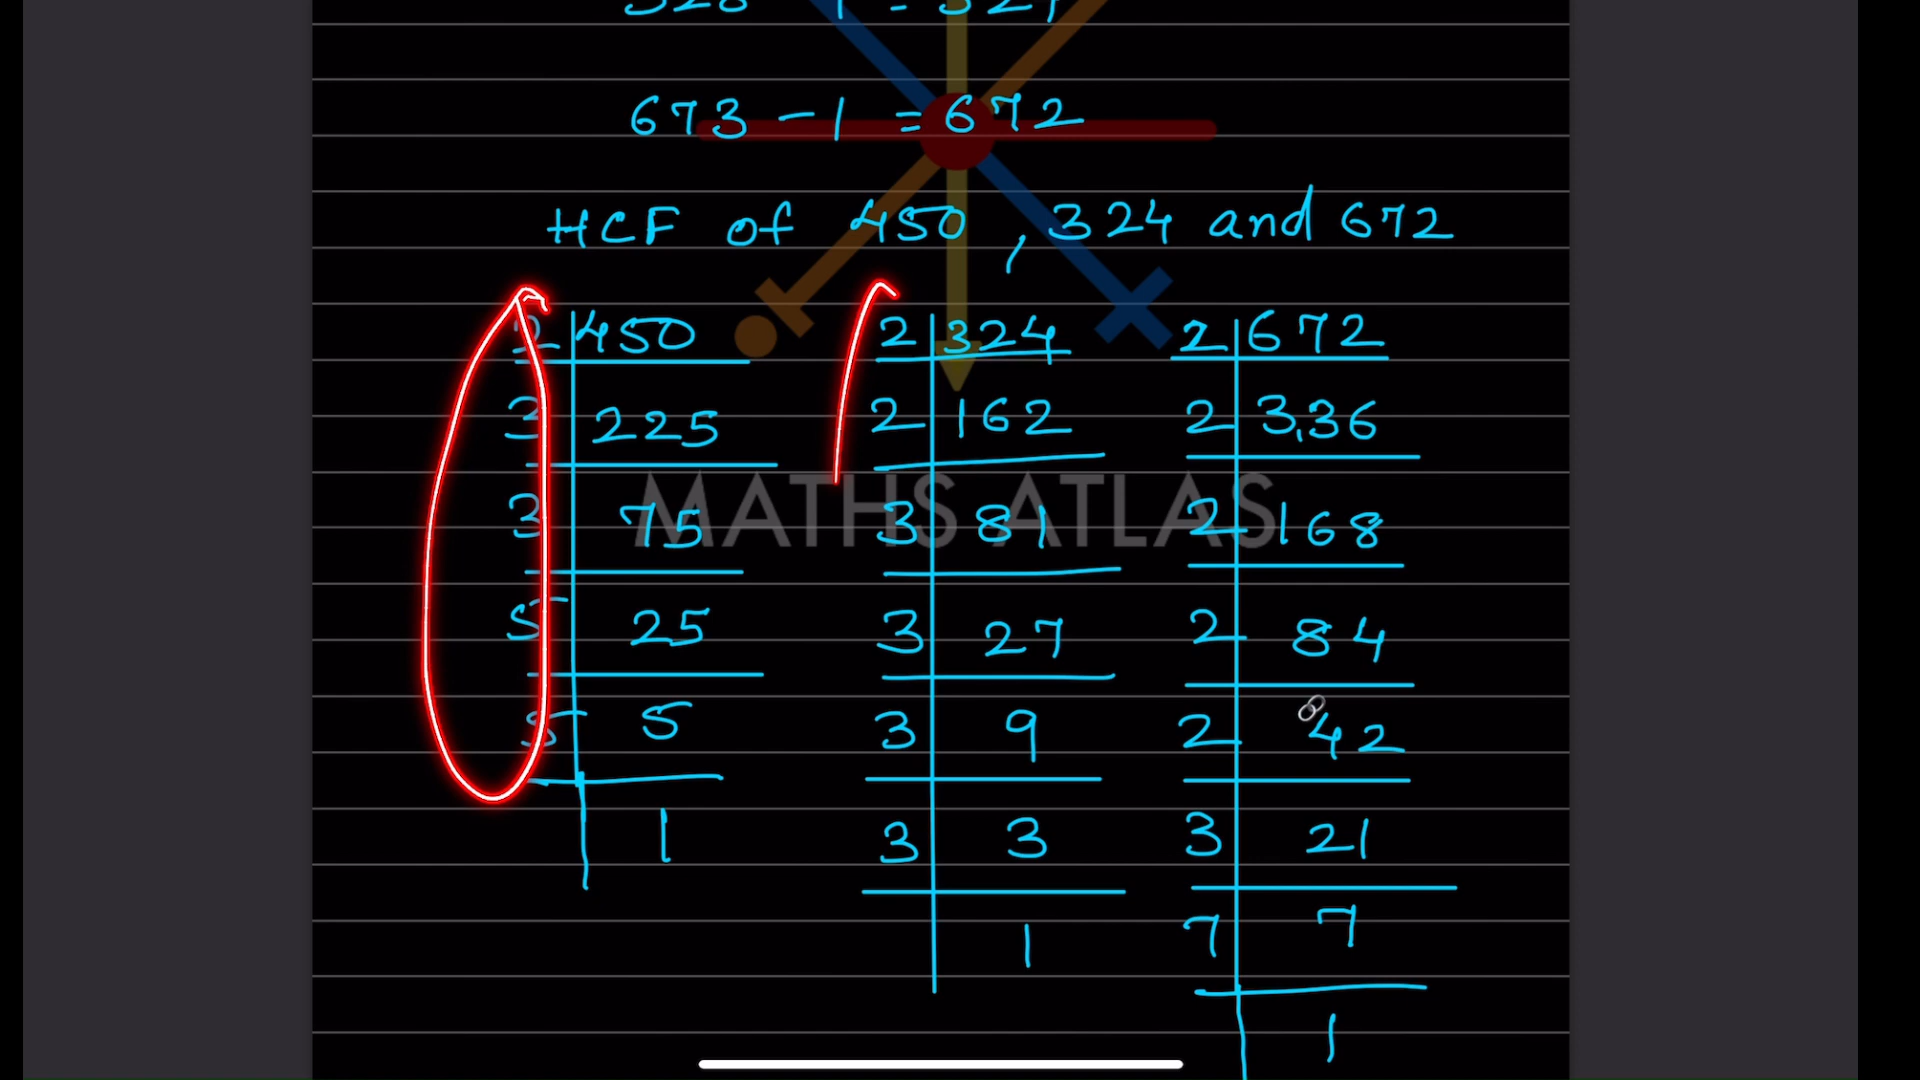 673 - 1 = 672
HCF of 450, 324 and 672
2 450 2 324 2 672
3 225 2 162 2 336
3 75 3 81 2 168
5 25 3 27 2 84
5 5 3 9 2 42
1 3 3 3 21
1 7 7
1
MATHS ATLAS